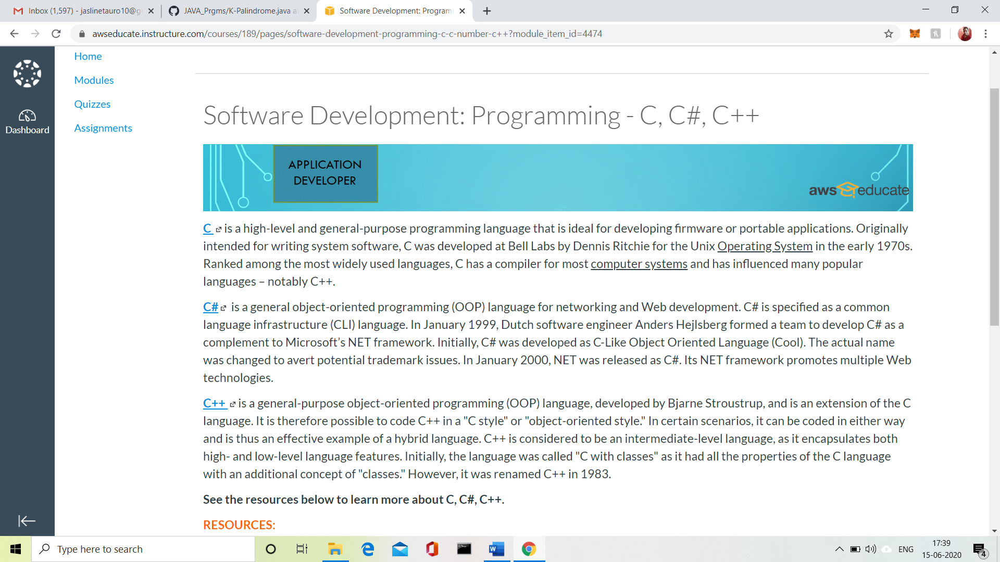 Inbox (1,597) - jaslinetauro10@g
JAVA_Prgms/K-Palindrome.java a
Software Development: Program
awseducate.instructure.com/courses/189/pages/software-development-programming-c-c-number-c++?module_item_id=4474
Dashboard
Home
Modules
Quizzes
Assignments
Software Development: Programming - C, C#, C++
APPLICATION
DEVELOPER
aws educate
C is a high-level and general-purpose programming language that is ideal for developing firmware or portable applications. Originally
intended for writing system software, C was developed at Bell Labs by Dennis Ritchie for the Unix Operating System in the early 1970s.
Ranked among the most widely used languages, C has a compiler for most computer systems and has influenced many popular
languages – notably C++.
C# is a general object-oriented programming (OOP) language for networking and Web development. C# is specified as a common
language infrastructure (CLI) language. In January 1999, Dutch software engineer Anders Hejlsberg formed a team to develop C# as a
complement to Microsoft’s NET framework. Initially, C# was developed as C-Like Object Oriented Language (Cool). The actual name
was changed to avert potential trademark issues. In January 2000, NET was released as C#. Its NET framework promotes multiple Web
technologies.
C++ is a general-purpose object-oriented programming (OOP) language, developed by Bjarne Stroustrup, and is an extension of the C
language. It is therefore possible to code C++ in a "C style" or "object-oriented style." In certain scenarios, it can be coded in either way
and is thus an effective example of a hybrid language. C++ is considered to be an intermediate-level language, as it encapsulates both
high- and low-level language features. Initially, the language was called "C with classes" as it had all the properties of the C language
with an additional concept of "classes." However, it was renamed C++ in 1983.
See the resources below to learn more about C, C#, C++.
RESOURCES:
Type here to search
ENG
17:39
15-06-2020
4